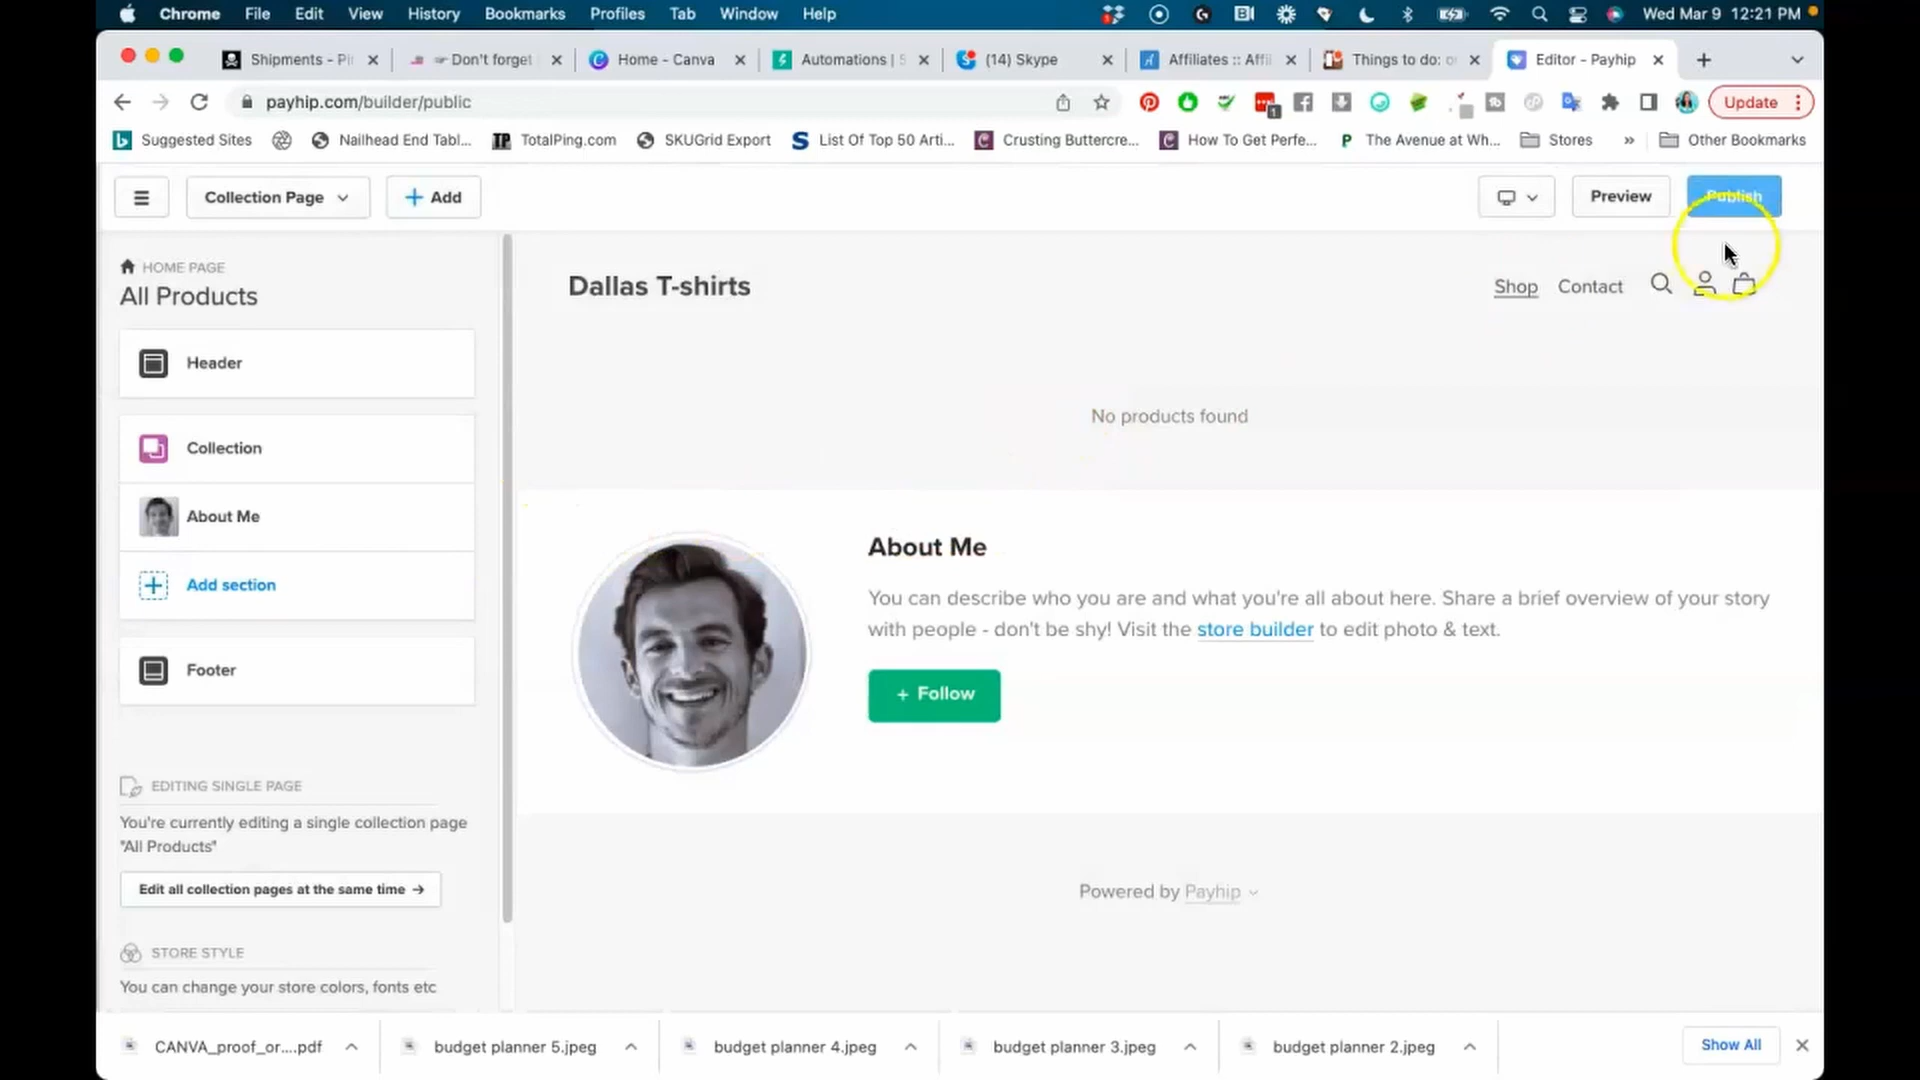 Chrome File Edit View History Bookmarks Profiles Tab Window Help Wed Mar 9 12:21 PM
Shipments - Pi Don't forget Home - Canva Automations | S (14) Skype Affiliates :: Affil Things to do: o Editor - Payhip
payhip.com/builder/public Update
Suggested Sites Nailhead End Tabl... TotalPing.com SKUGrid Export List Of Top 50 Arti... Crusting Buttercre... How To Get Perfe... The Avenue at Wh... Stores » Other Bookmarks
Collection Page + Add Preview Publish
HOME PAGE
All Products
Header
Collection
About Me
Add section
Footer
EDITING SINGLE PAGE
You're currently editing a single collection page
"All Products"
Edit all collection pages at the same time →
STORE STYLE
You can change your store colors, fonts etc
Dallas T-shirts
Shop Contact
No products found
About Me
You can describe who you are and what you're all about here. Share a brief overview of your story
with people - don't be shy! Visit the store builder to edit photo & text.
+ Follow
Powered by Payhip
CANVA_proof_or....pdf budget planner 5.jpeg budget planner 4.jpeg budget planner 3.jpeg budget planner 2.jpeg Show All